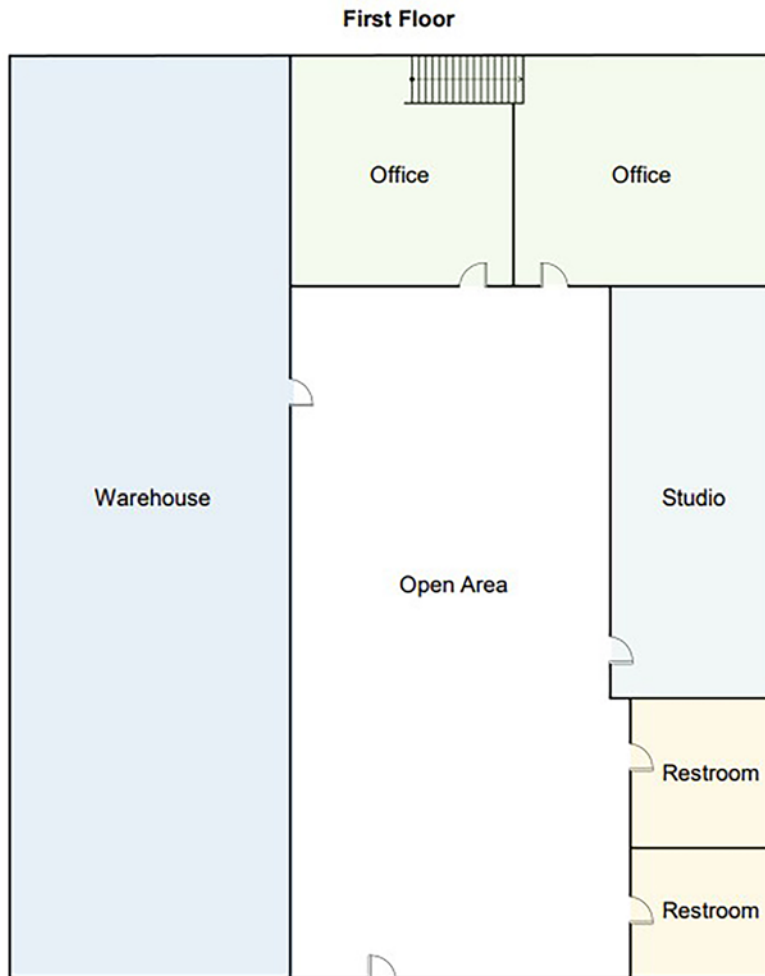 First Floor
Office
Office
Warehouse
Studio
Open Area
Restroom
Restroom